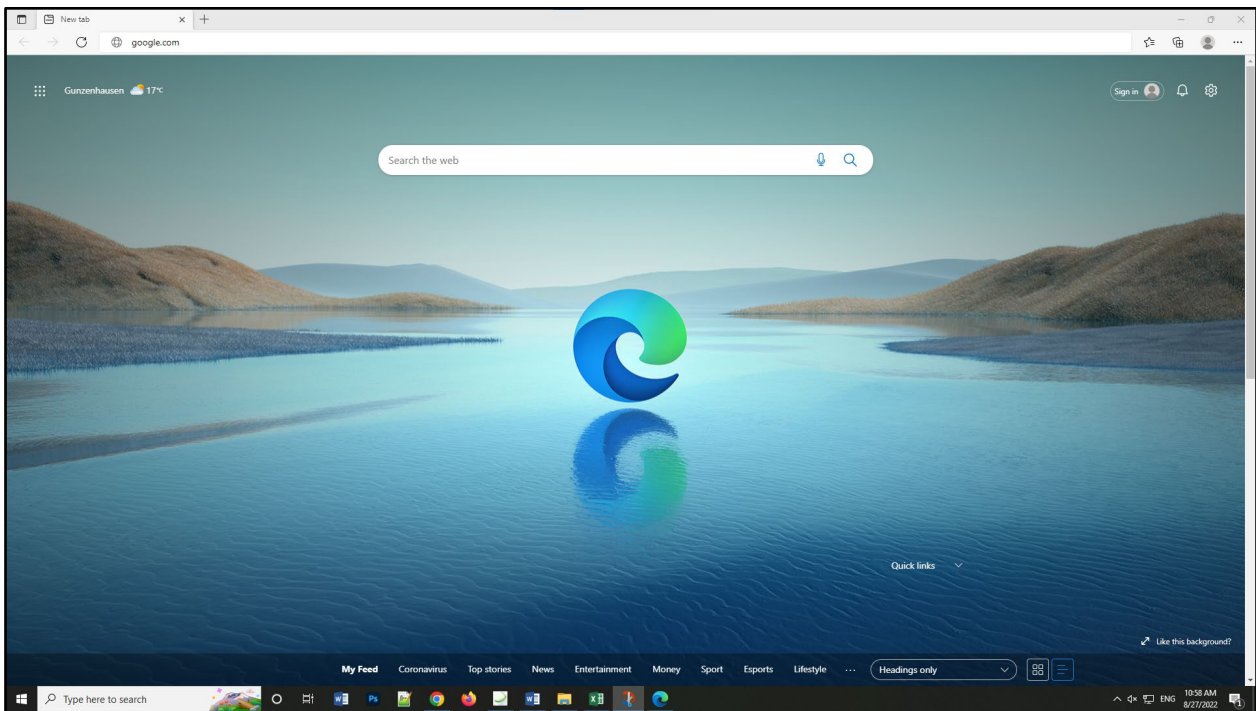 New tab
google.com
Gunzenhausen 17°C
Sign in
Search the web
Quick links
Like this background?
My Feed Coronavirus Top stories News Entertainment Money Sport Esports Lifestyle ... Headings only
Type here to search
W Ps W X ENG 10:58 AM
8/27/2022 1